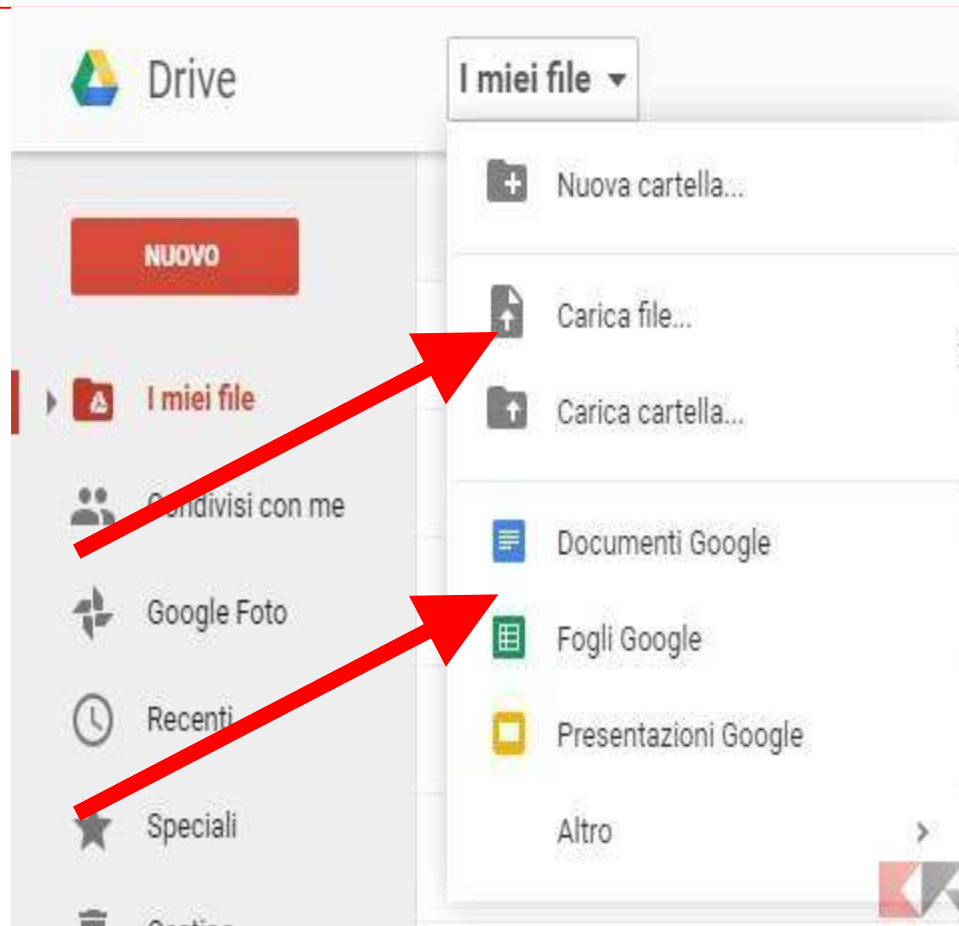 Drive
I miei file
Nuova cartella...
NUOVO
Carica file...
I miei file
Carica cartella...
Condivisi con me
Documenti Google
Google Foto
Fogli Google
Recenti
Presentazioni Google
Speciali
Altro